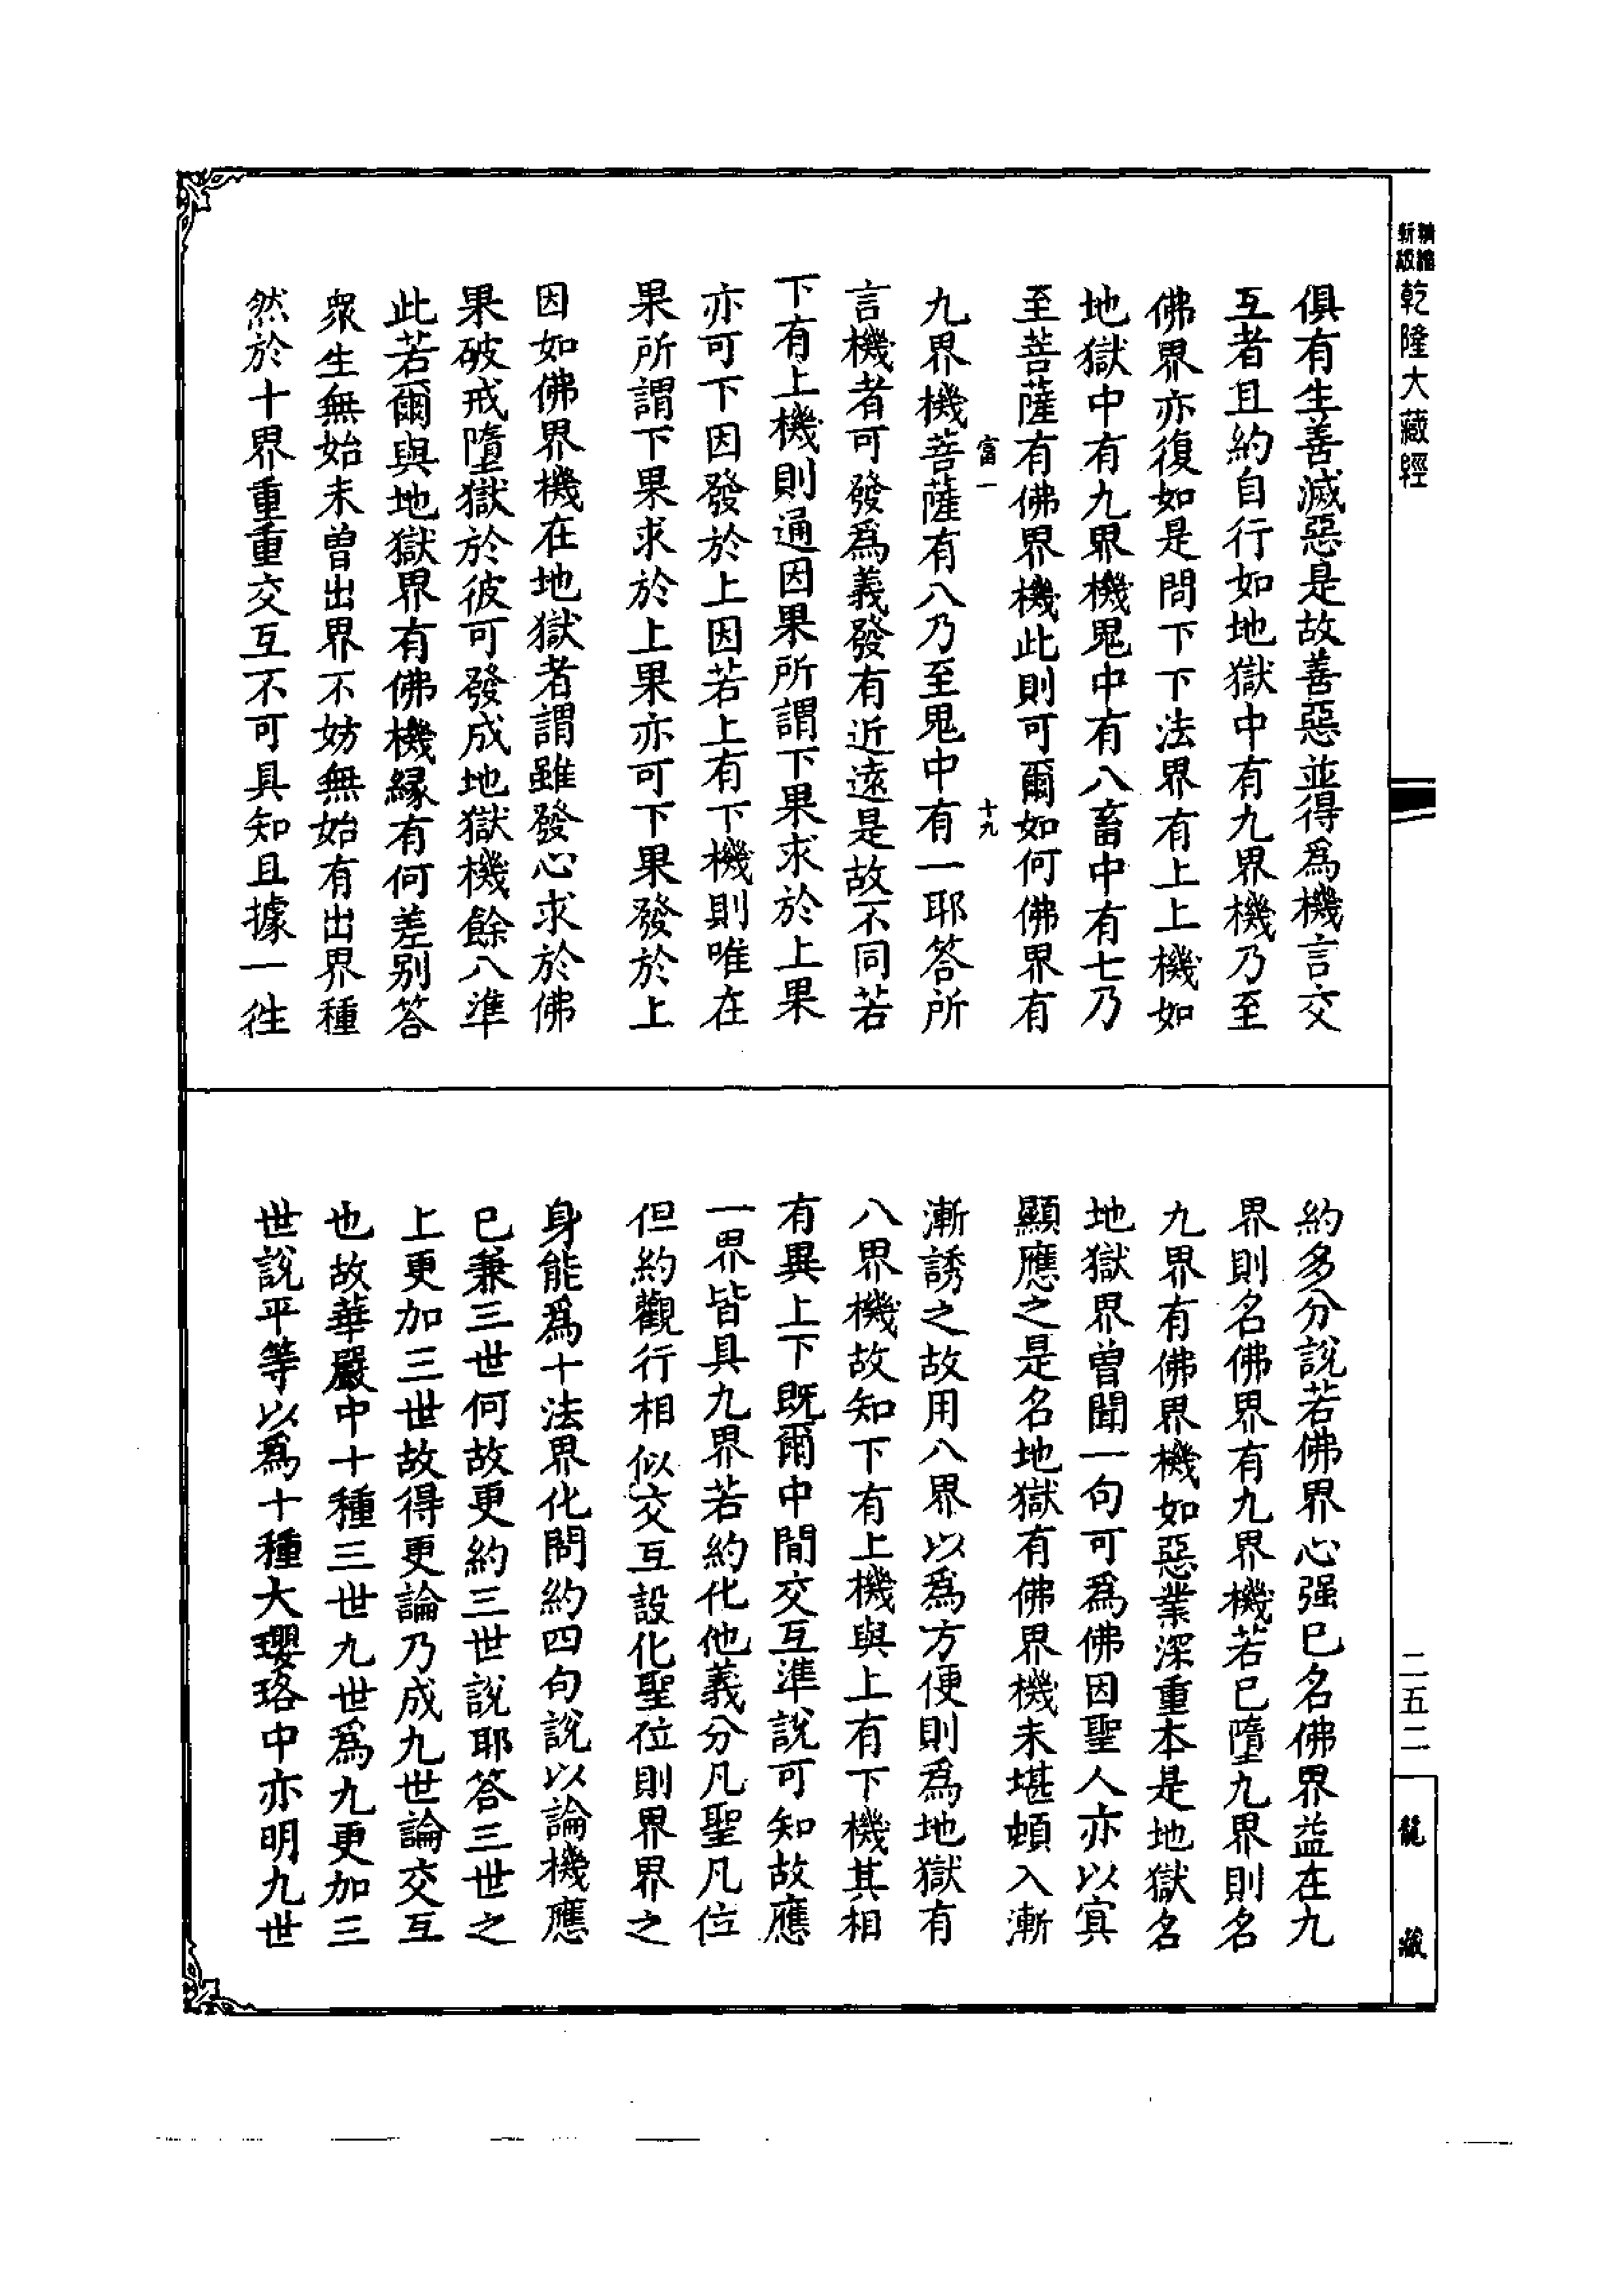 精縮
新版
乾隆大藏經
俱有生善滅惡是故善惡並得爲機言交
互者且約自行如地獄中有九界機乃至
佛界亦復如是問下下法界有上上機如
地獄中有九界機鬼中有八畜中有七乃
至菩薩有佛界機此則可爾如何佛界有
富一
十九
九界機菩薩有八乃至鬼中有一耶答所
言機者可發爲義發有近遠是故不同若
下有上機則通因果所謂下果求於上果
亦可下因發於上因若上有下機則唯在
果所謂下果求於上果亦可下果發於上
因如佛界機在地獄者謂雖發心求於佛
果破戒墮獄於彼可發成地獄機餘八準
此若爾與地獄界有佛機緣有何差別答
衆生無始未曾出界不妨無始有出界種
然於十界重重交互不可具知且據一往
約多分說若佛界心强已名佛界益在九
界則名佛界有九界機若已墮九界則名
九界有佛界機如惡業深重本是地獄名
地獄界曾聞一句可爲佛因聖人亦以宜
顯應之是名地獄有佛界機未堪頓入漸
漸誘之故用八界以爲方便則爲地獄有
八界機故知下有上機與上有下機其相
有異上下既爾中間交互準說可知故應
一界皆具九界若約化他義分凡聖凡位
但約觀行相似交互設化聖位則界界之
身能爲十法界化問約四句說以論機應
已兼三世何故更約三世說耶答三世之
上更加三世故得更論乃成九世論交互
也故華嚴中十種三世九世爲九更加三
世說平等以爲十種大瓔珞中亦明九世
二五二
龍藏